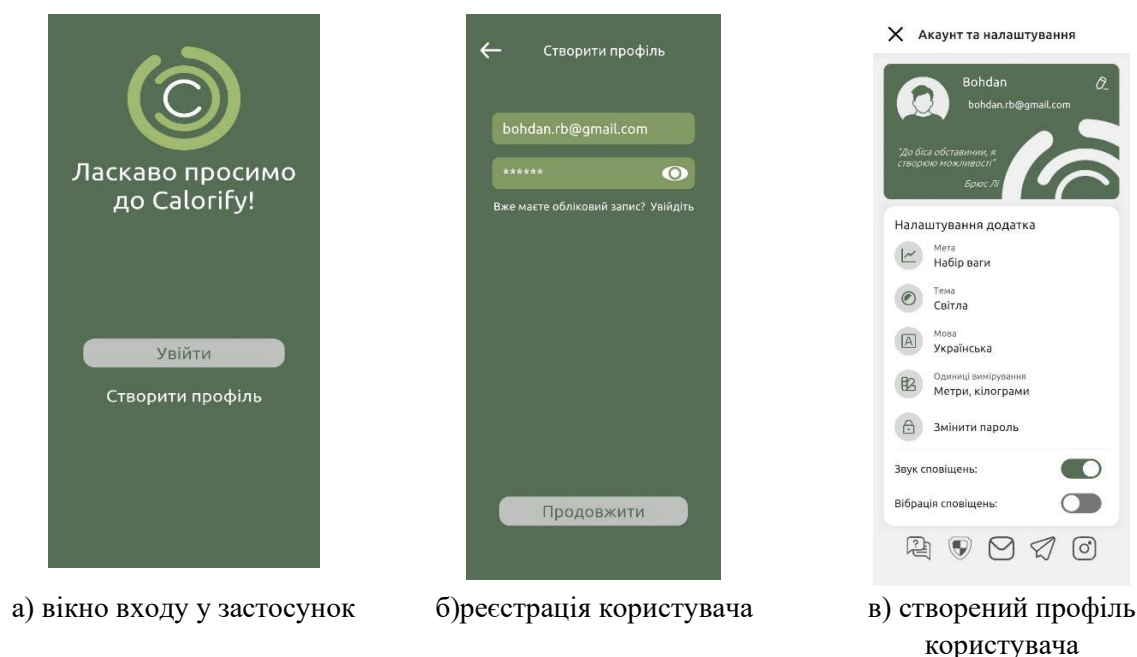 C
Ласкаво просимо
до Calorify!
Увійти
Створити профіль
а) вікно входу у застосунок
Створити профіль
bohdan.rb@gmail.com
******
Вже маєте обліковий запис? Увійдіть
Продовжити
б)реєстрація користувача
Акаунт та налаштування
Bohdan
bohdan.rb@gmail.com
"До біса обставини, я
створюю можливості"
Брюс Лі
Налаштування додатка
Мета
Набір ваги
Тема
Світла
Мова
A
Українська
Одиниці вимірування
Метри, кілограми
Змінити пароль
Звук сповіщень:
Вібрація сповіщень:
?
в) створений профіль
користувача